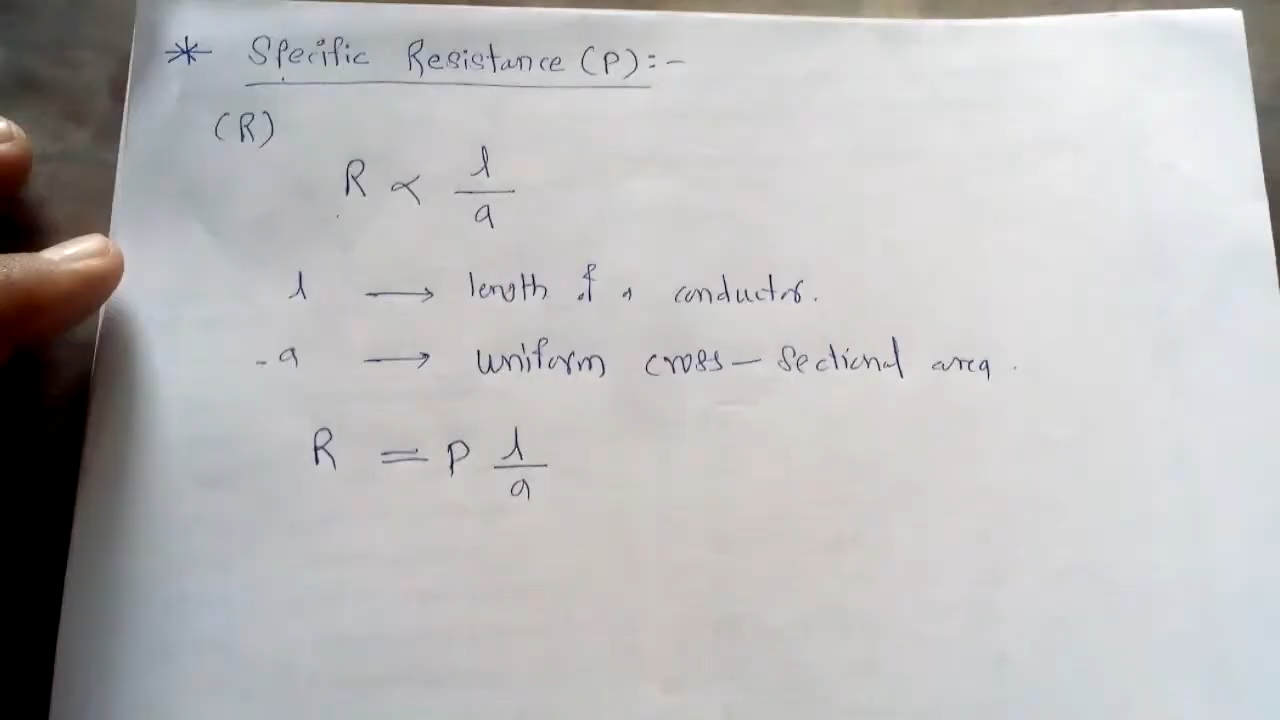 * Specific Resistance (P):-
(R)
R ∝ l/a
l → length of a conductor.
- a → uniform cross - sectional area.
R = P l/a